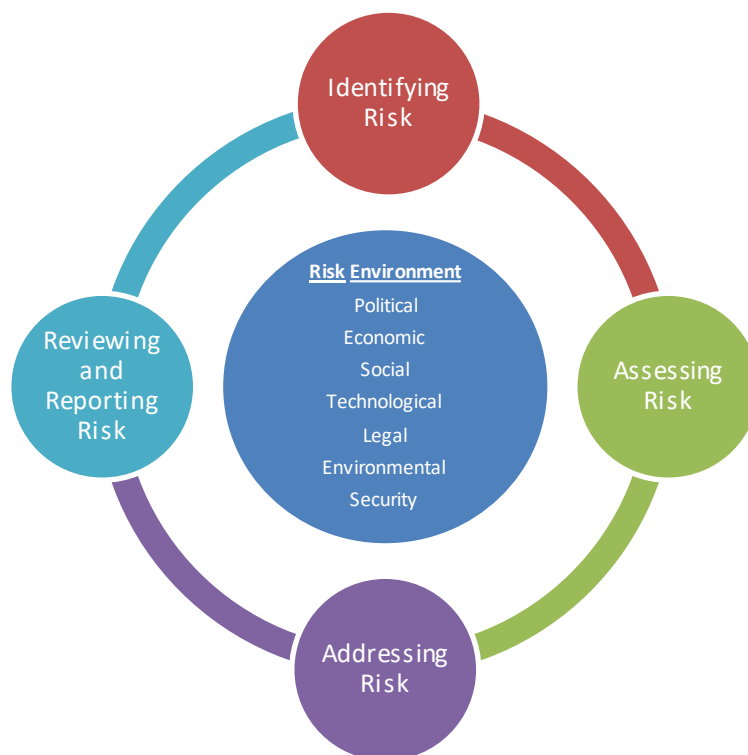 Identifying
Risk
Risk Environment
Political
Economic
Social
Technological
Legal
Environmental
Security
Assessing
Risk
Addressing
Risk
Reviewing
and
Reporting
Risk